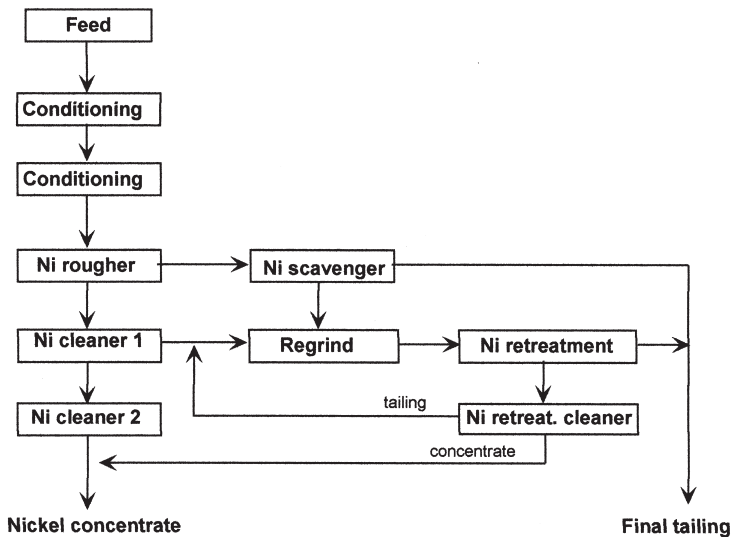 Feed
Conditioning
Conditioning
Ni rougher
Ni scavenger
Ni cleaner 1
Regrind
Ni retreatment
Ni cleaner 2
tailing
Ni retreat. cleaner
concentrate
Nickel concentrate
Final tailing